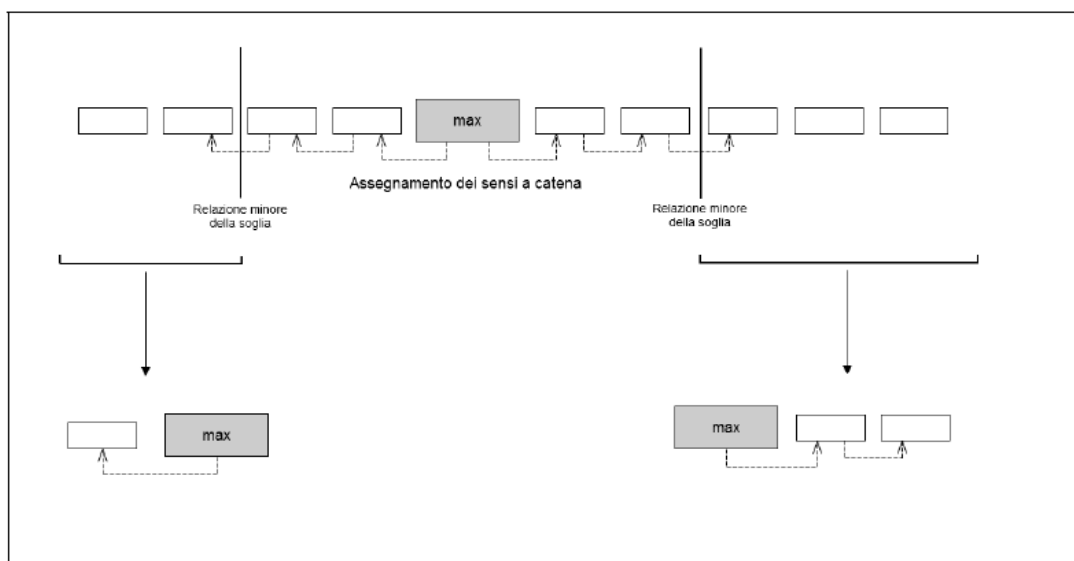 max
Assegnamento dei sensi a catena
Relazione minore
della soglia
Relazione minore
della soglia
max
max